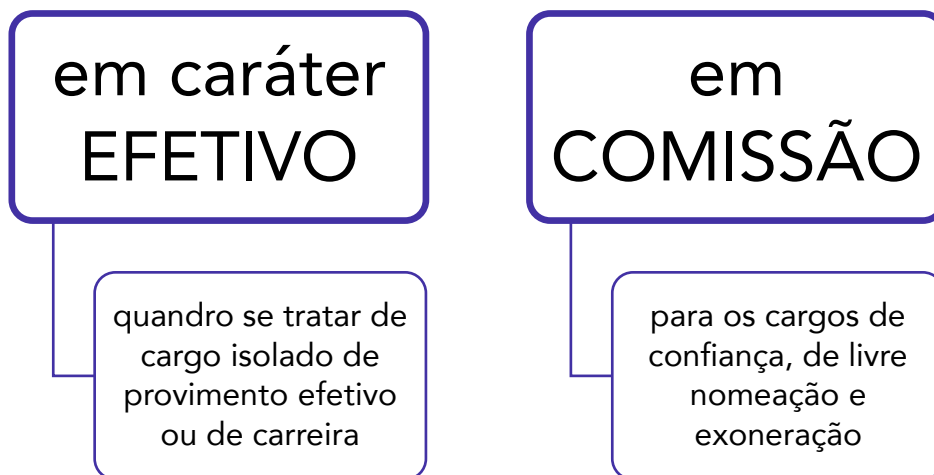 em caráter
EFETIVO
quandro se tratar de
cargo isolado de
provimento efetivo
ou de carreira
em
COMISSÃO
para os cargos de
confiança, de livre
nomeação e
exoneração